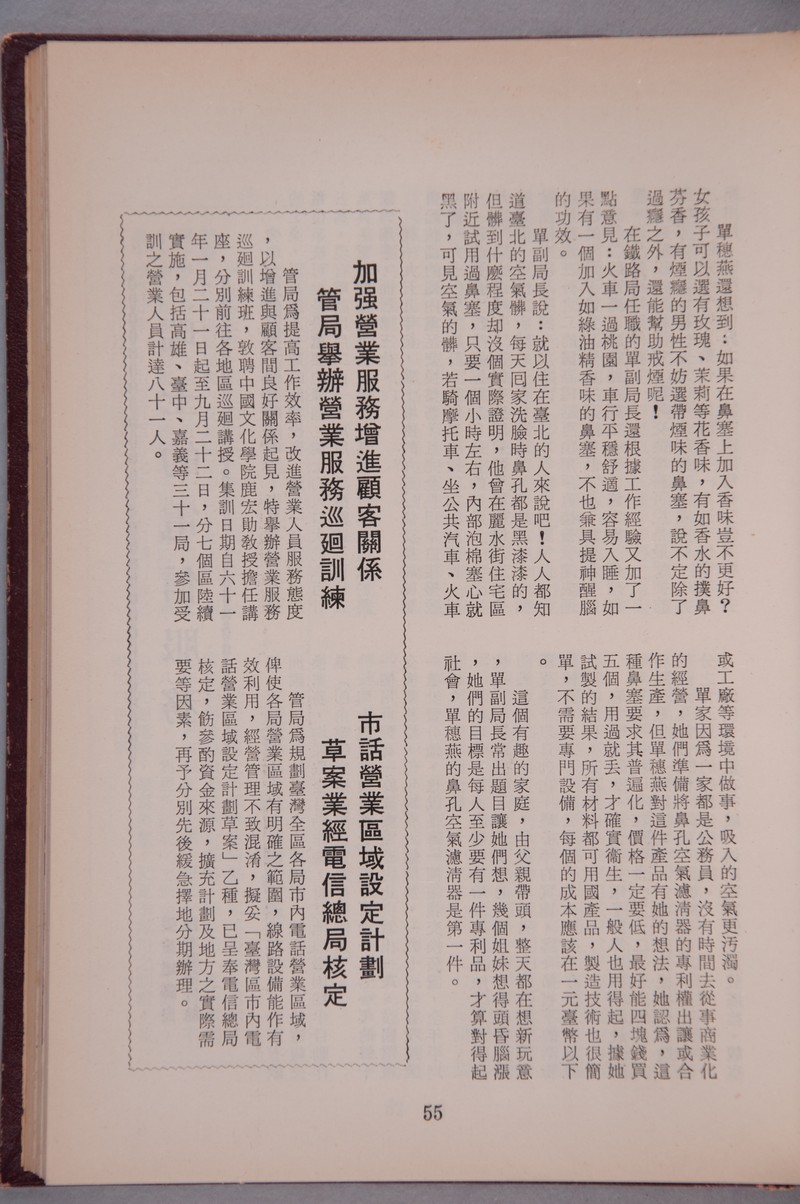 單穗燕還想到：如果在鼻塞上加入香味豈不更好？
女孩子可以選有玫瑰、茉莉等花香味，有如香水的撲鼻
芬香，有煙癮的男性不妨選帶煙味的鼻塞，說不定除了
過癮之外，還能幫助戒煙呢！
在鐵路局任職的單副局長還根據工作經驗又加了一
點意見：火車一過桃園，車行平穩舒適，容易入睡，如
果有一個加入如綠油精香味的鼻塞，不也兼具提神醒腦
的功效。
單副局長說：就以住在臺北的人來說吧！人人都知
道臺北的空氣髒，每天回家洗臉時鼻孔都是黑漆漆的，
但髒到什麼程度却沒個實際證明，他曾在麗水街住宅區
附近試用過鼻塞，只要一個小時左右，內部泡棉塞心就
黑了，可見空氣的髒，若騎摩托車、坐公共汽車、火車
或工廠等環境中做事，吸入的空氣更污濁。
單家因爲一家都是公務員，沒有時間去從事商業化
的經營，她們準備將鼻孔空氣濾清器的專利權出讓或合
作生產，但單穗燕對這件產品有她的想法，她認爲，這
種鼻塞要求其普遍化，價格一定要低，最好能四塊錢買
五個，用過就丟，才確實衞生，一般人也用得起，據她
試製的結果，所有材料都可用國產品，製造技術也很簡
單，不需要專門設備，每個的成本應該在一元臺幣以下
。
這個有趣的家庭，由父親帶頭，整天都在想新玩意
，單副局長常出題目讓她們想，幾個姐妹想得頭昏腦漲
，她們的目標是每人至少要有一件專利品，才算對得起
社會，單穗燕的鼻孔空氣濾清器是第一件。
加强營業服務增進顧客關係
管局舉辦營業服務巡迴訓練
管局爲提高工作效率，改進營業人員服務態度
，以增進與顧客間良好關係起見，特舉辦營業服務
巡迴訓練班，敦聘中國文化學院鹿宏勛教授擔任講
座，分別前往各地區巡迴講授。集訓日期自六十一
年一月二十一日起至九月二十二日，分七個區陸續
實施，包括高雄、臺中、嘉義等三十一局，參加受
訓之營業人員計達八十一人。
市話營業區域設定計劃
草案業經電信總局核定
管局爲規劃臺灣全區各局市內電話營業區域，
俾使各局營業區域有明確之範圍，線路設備能作有
效利用，經營管理不致混淆，擬妥「臺灣區市內電
話營業區域設定計劃草案」乙種，已呈奉電信總局
核定，飭參酌資金來源，擴充計劃及地方之實際需
要等因素，再予分別先後緩急擇地分期辦理。
55